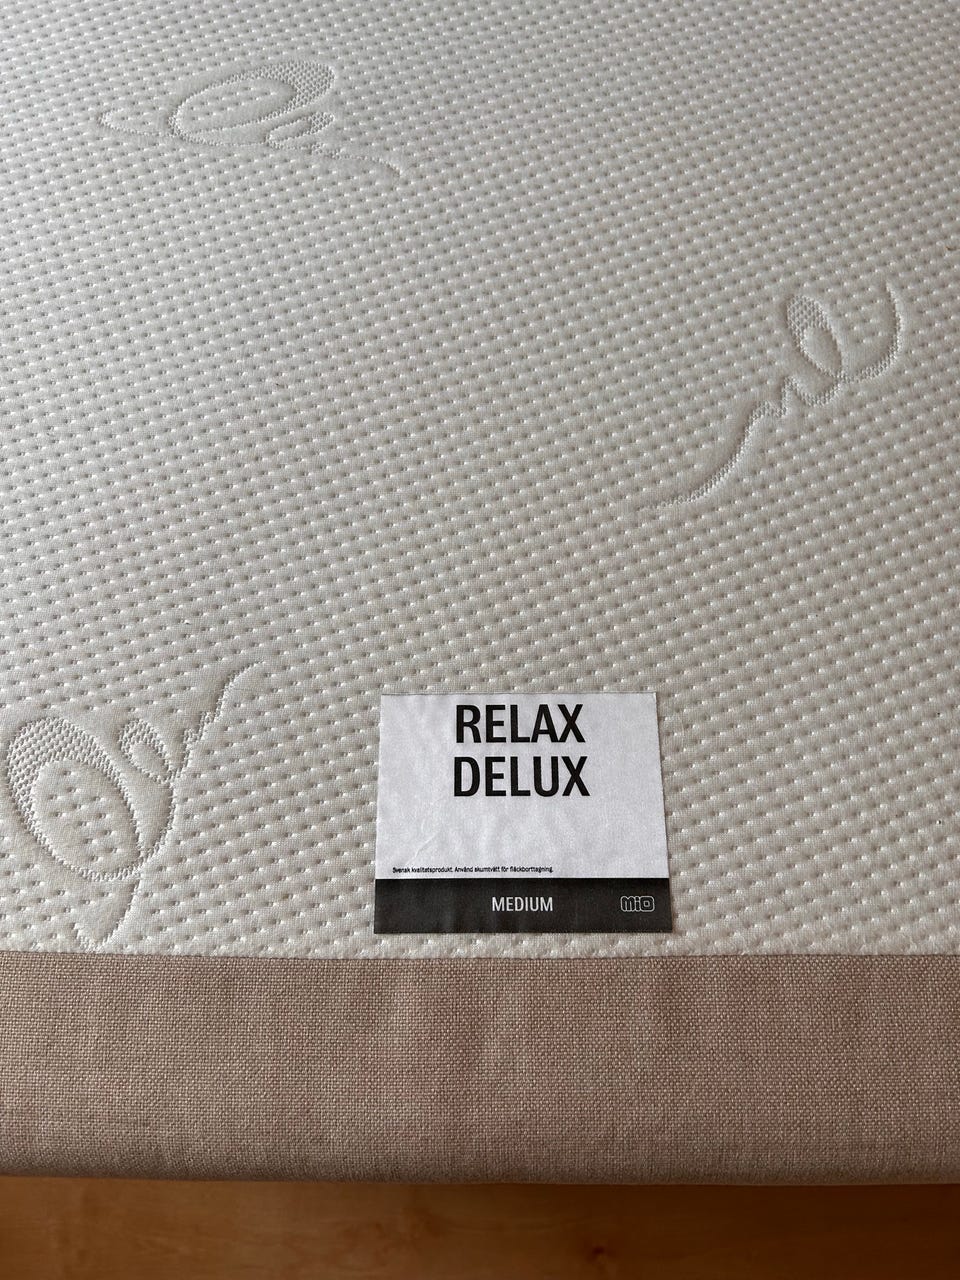 RELAX
DELUX
Svensk kvalitetsprodukt. Använd skumtvätt för fläckborttagning.
MEDIUM
MIO